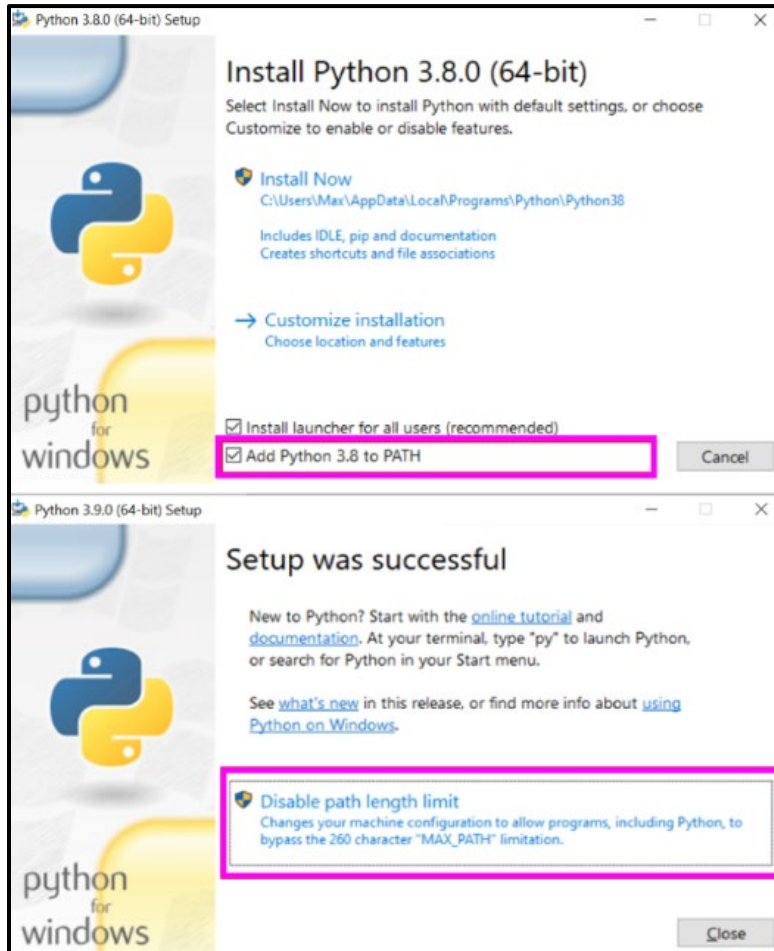 Python 3.8.0 (64-bit) Setup
Install Python 3.8.0 (64-bit)
Select Install Now to install Python with default settings, or choose
Customize to enable or disable features.
Install Now
C:\Users\Max\AppData\Local\Programs\Python\Python38
Includes IDLE, pip and documentation
Creates shortcuts and file associations
Customize installation
Choose location and features
python
for
windows
Install launcher for all users (recommended)
Add Python 3.8 to PATH
Cancel
Python 3.9.0 (64-bit) Setup
Setup was successful
New to Python? Start with the online tutorial and
documentation. At your terminal, type "py" to launch Python,
or search for Python in your Start menu.
See what's new in this release, or find more info about using
Python on Windows.
Disable path length limit
Changes your machine configuration to allow programs, including Python, to
bypass the 260 character "MAX_PATH" limitation.
python
for
windows
Close